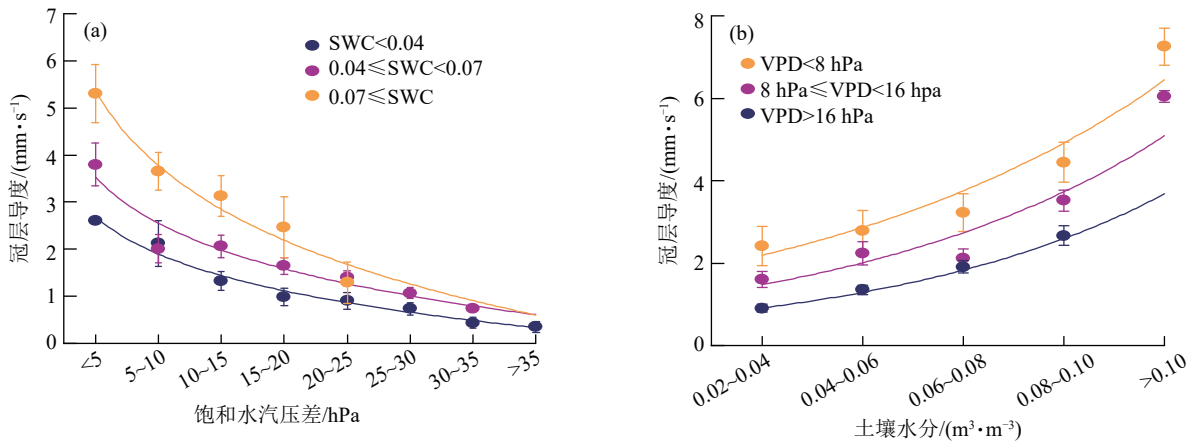 (a)
SWC<0.04
0.04≤SWC<0.07
0.07≤SWC
冠层导度/(mm·s⁻¹)
7
6
5
4
3
2
1
0
<5
5~10
10~15
15~20
20~25
25~30
30~35
>35
饱和水汽压差/hPa
(b)
VPD<8 hPa
8 hPa≤VPD<16 hpa
VPD>16 hPa
冠层导度/(mm·s⁻¹)
8
6
4
2
0
0.02~0.04
0.04~0.06
0.06~0.08
0.08~0.10
>0.10
土壤水分/(m³·m⁻³)